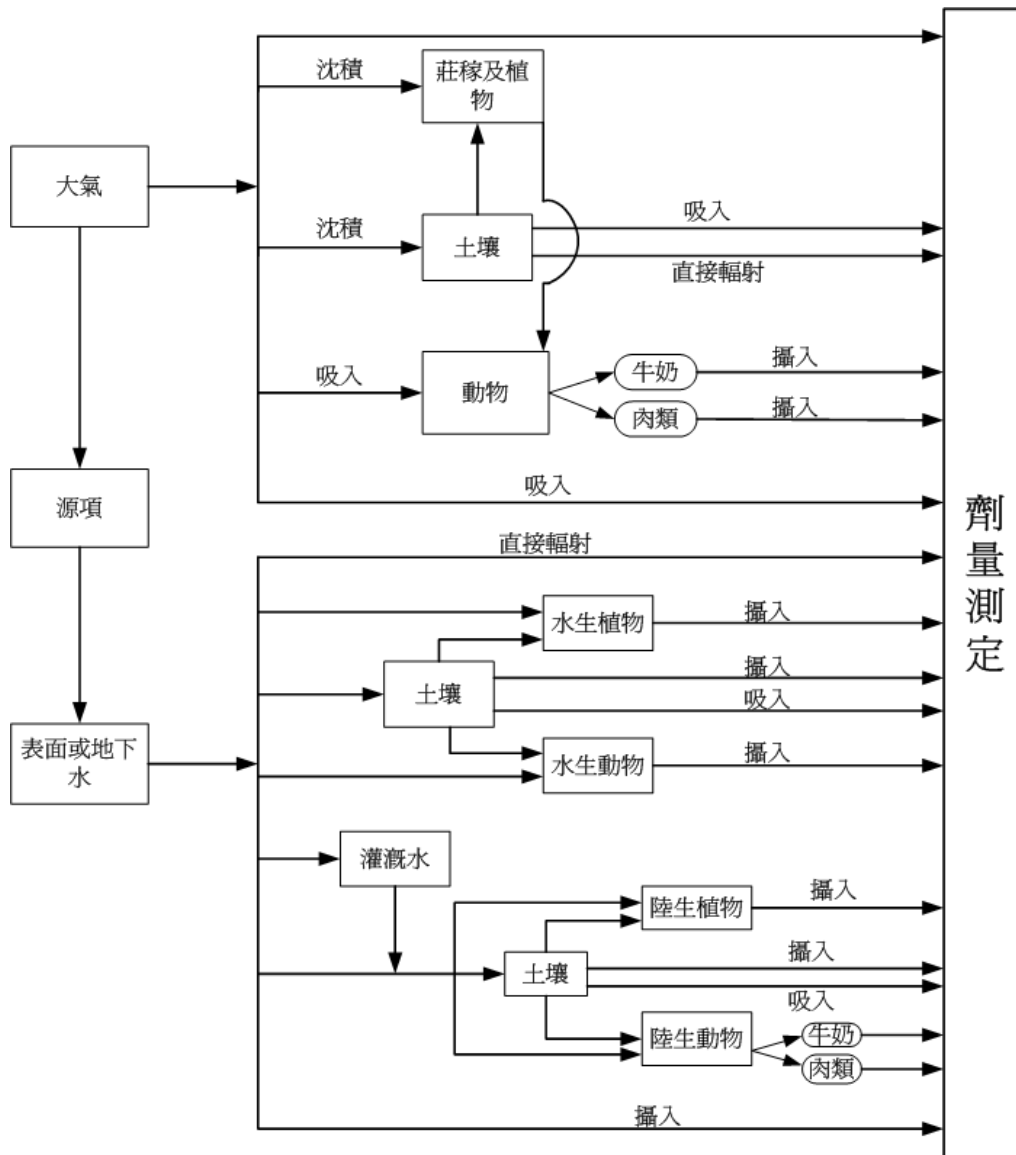 沈積
莊稼及植
物
大氣
沈積
土壤
吸入
直接輻射
吸入
動物
牛奶
攝入
肉類
攝入
吸入
源項
劑
量
測
定
直接輻射
水生植物
攝入
土壤
攝入
吸入
表面或地下
水
水生動物
攝入
灌漑水
陸生植物
攝入
土壤
攝入
吸入
陸生動物
牛奶
肉類
攝入